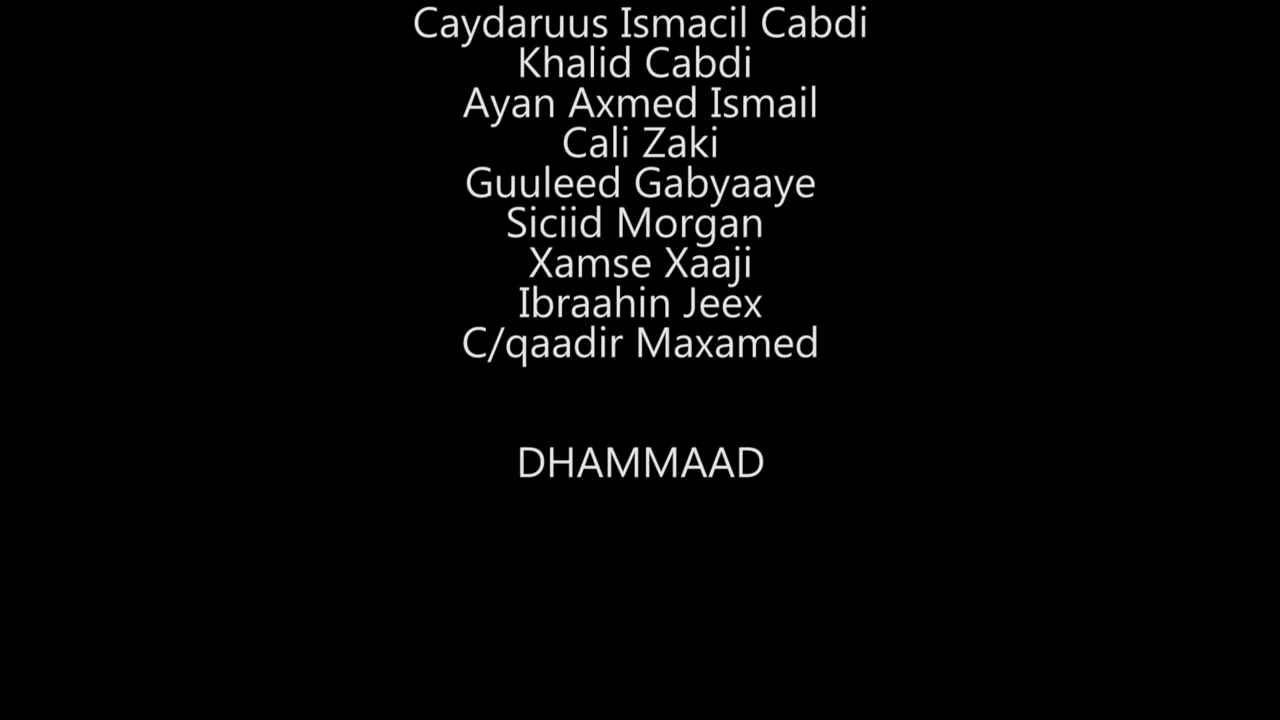 Caydaruus Ismacil Cabdi
Khalid Cabdi
Ayan Axmed Ismail
Cali Zaki
Guuleed Gabyaaye
Siciid Morgan
Xamse Xaaji
Ibraahin Jeex
C/qaadir Maxamed
DHAMMAAD